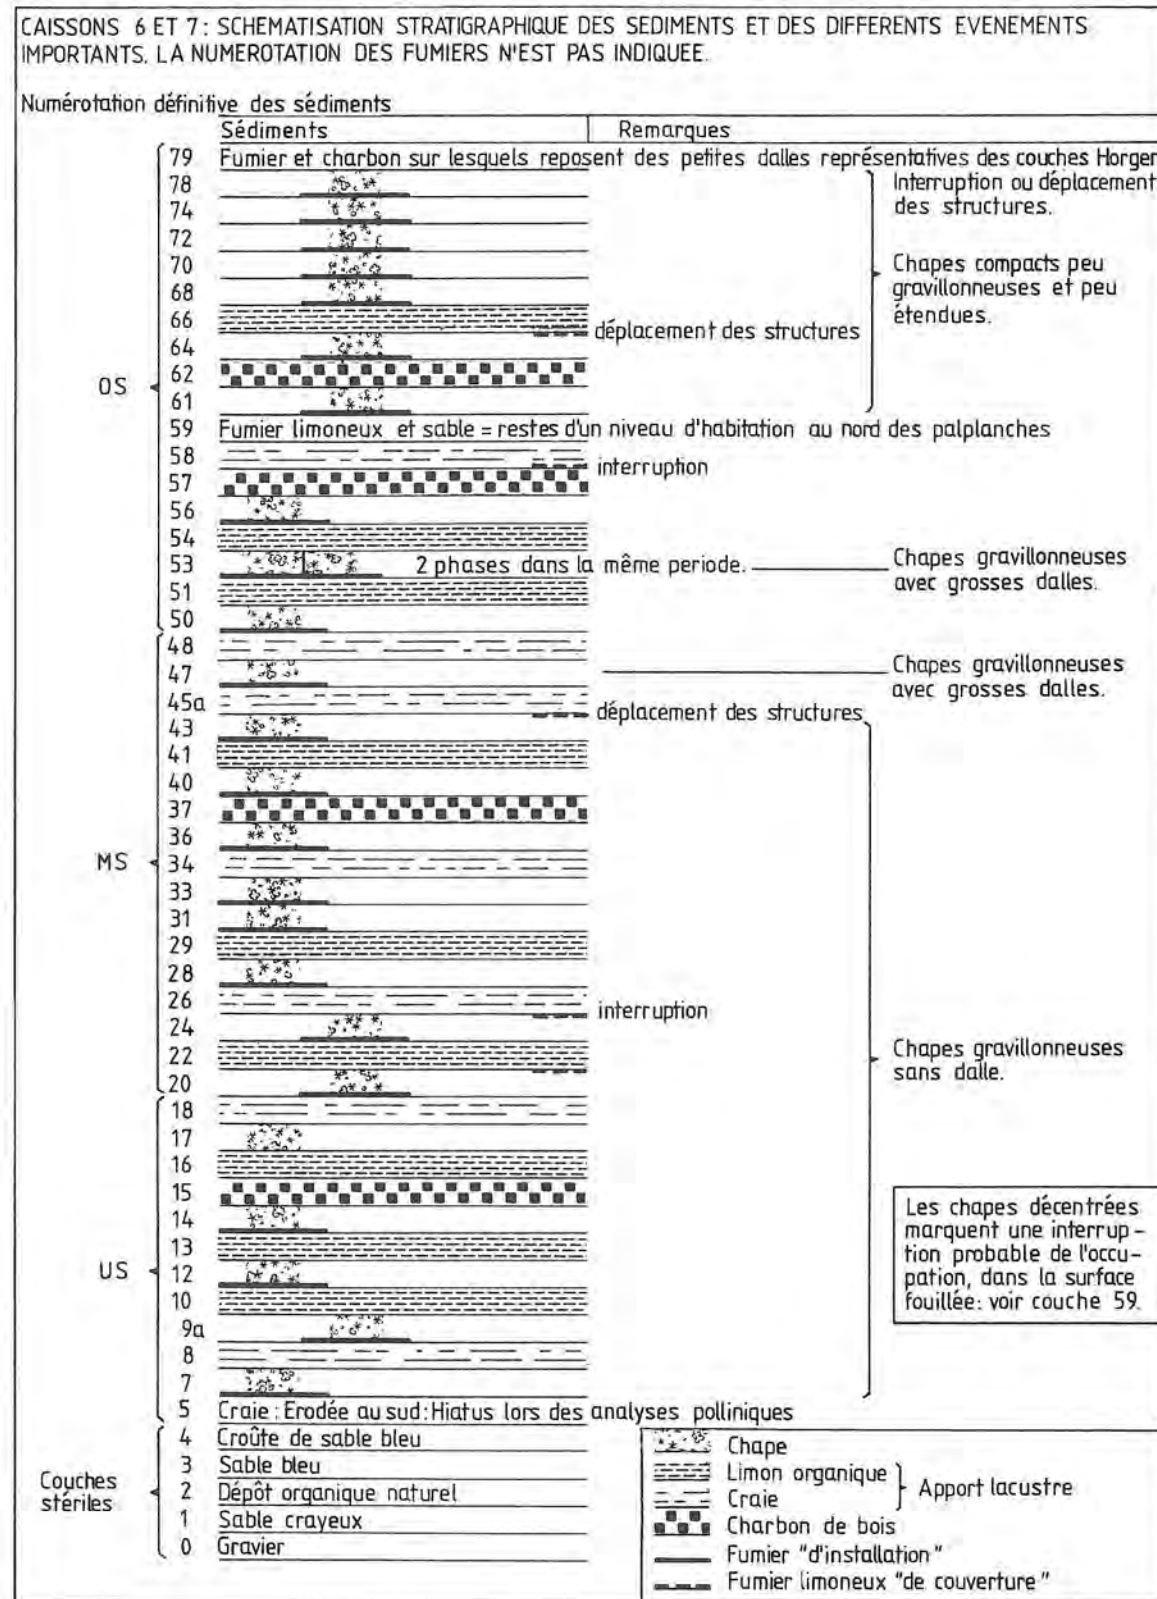 CAISSONS 6 ET 7: SCHEMATISATION STRATIGRAPHIQUE DES SEDIMENTS ET DES DIFFERENTS EVENEMENTS
IMPORTANTS. LA NUMEROTATION DES FUMIERS N'EST PAS INDIQUEE.
Numérotation définitive des sédiments
Sédiments Remarques
79 Fumier et charbon sur lesquels reposent des petites dalles représentatives des couches Horgen
78
74
72
70
68
66
64
62
61
Interruption ou déplacement
des structures.
Chapes compacts peu
gravillonneuses et peu
étendues.
déplacement des structures
OS
59 Fumier limoneux et sable = restes d'un niveau d'habitation au nord des palplanches
58
interruption
57
56
54
53 2 phases dans la même periode. Chapes gravillonneuses
avec grosses dalles.
51
50
48
47 Chapes gravillonneuses
avec grosses dalles.
45a
déplacement des structures
43
41
40
37
36
MS
34
33
31
29
28
26
interruption
24
22
20
Chapes gravillonneuses
sans dalle.
18
17
16
15
14
13
US
12
10
9a
8
7
Les chapes décentrées
marquent une interrup-
tion probable de l'occu-
pation, dans la surface
fouillée: voir couche 59.
5 Craie: Erodée au sud: Hiatus lors des analyses polliniques
4 Croûte de sable bleu
3 Sable bleu
2 Dépôt organique naturel
1 Sable crayeux
0 Gravier
Couches
stériles
Chape
Limon organique
Craie
Apport lacustre
Charbon de bois
Fumier "d'installation"
Fumier limoneux "de couverture"